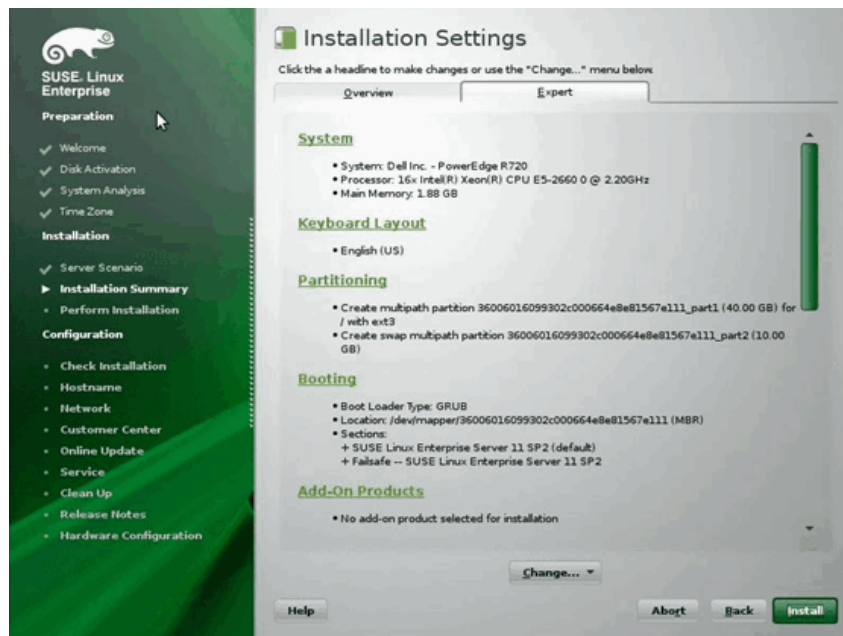 SUSE. Linux
Enterprise
Preparation
Welcome
Disk Activation
System Analysis
Time Zone
Installation
Server Scenario
Installation Summary
Perform Installation
Configuration
Check Installation
Hostname
Network
Customer Center
Online Update
Service
Clean Up
Release Notes
Hardware Configuration
Installation Settings
Click the a headline to make changes or use the "Change..." menu below.
Overview
Expert
System
• System: Dell Inc. - PowerEdge R720
• Processor: 16x Intel(R) Xeon(R) CPU E5-2660 0 @ 2.20GHz
• Main Memory: 1.88 GB
Keyboard Layout
• English (US)
Partitioning
• Create multipath partition 36006016099302c000664e8e81567e111_part1 (40.00 GB) for
/ with ext3
• Create swap multipath partition 36006016099302c000664e8e81567e111_part2 (10.00
GB)
Booting
• Boot Loader Type: GRUB
• Location: /dev/mapper/36006016099302c000664e8e81567e111 (MBR)
• Sections:
+ SUSE Linux Enterprise Server 11 SP2 (default)
+ Failsafe -- SUSE Linux Enterprise Server 11 SP2
Add-On Products
• No add-on product selected for installation
Change...
Help
Abort
Back
Install